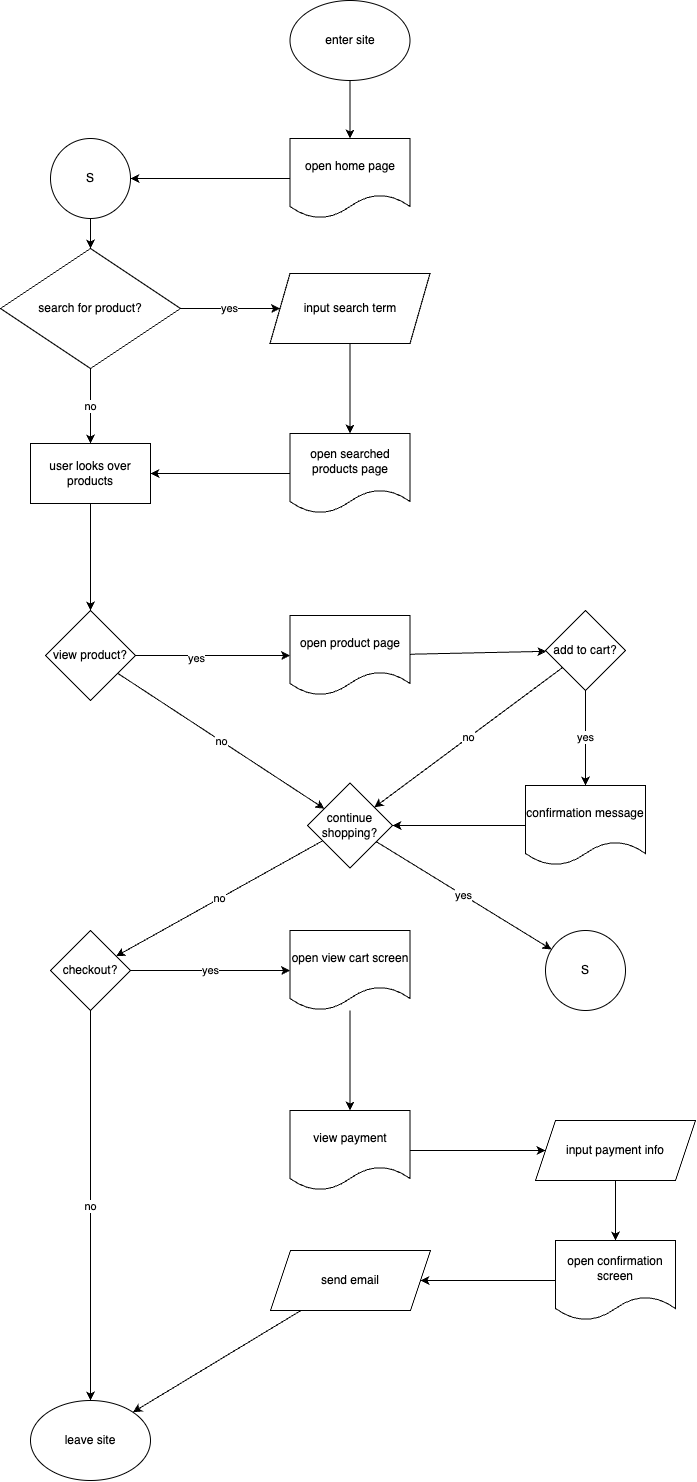 enter site
open home page
S
search for product?
yes
input search term
no
user looks over
products
open searched
products page
view product?
yes
open product page
add to cart?
no
no
yes
continue
shopping?
confirmation message
no
yes
checkout?
yes
open view cart screen
S
view payment
input payment info
no
send email
open confirmation
screen
leave site